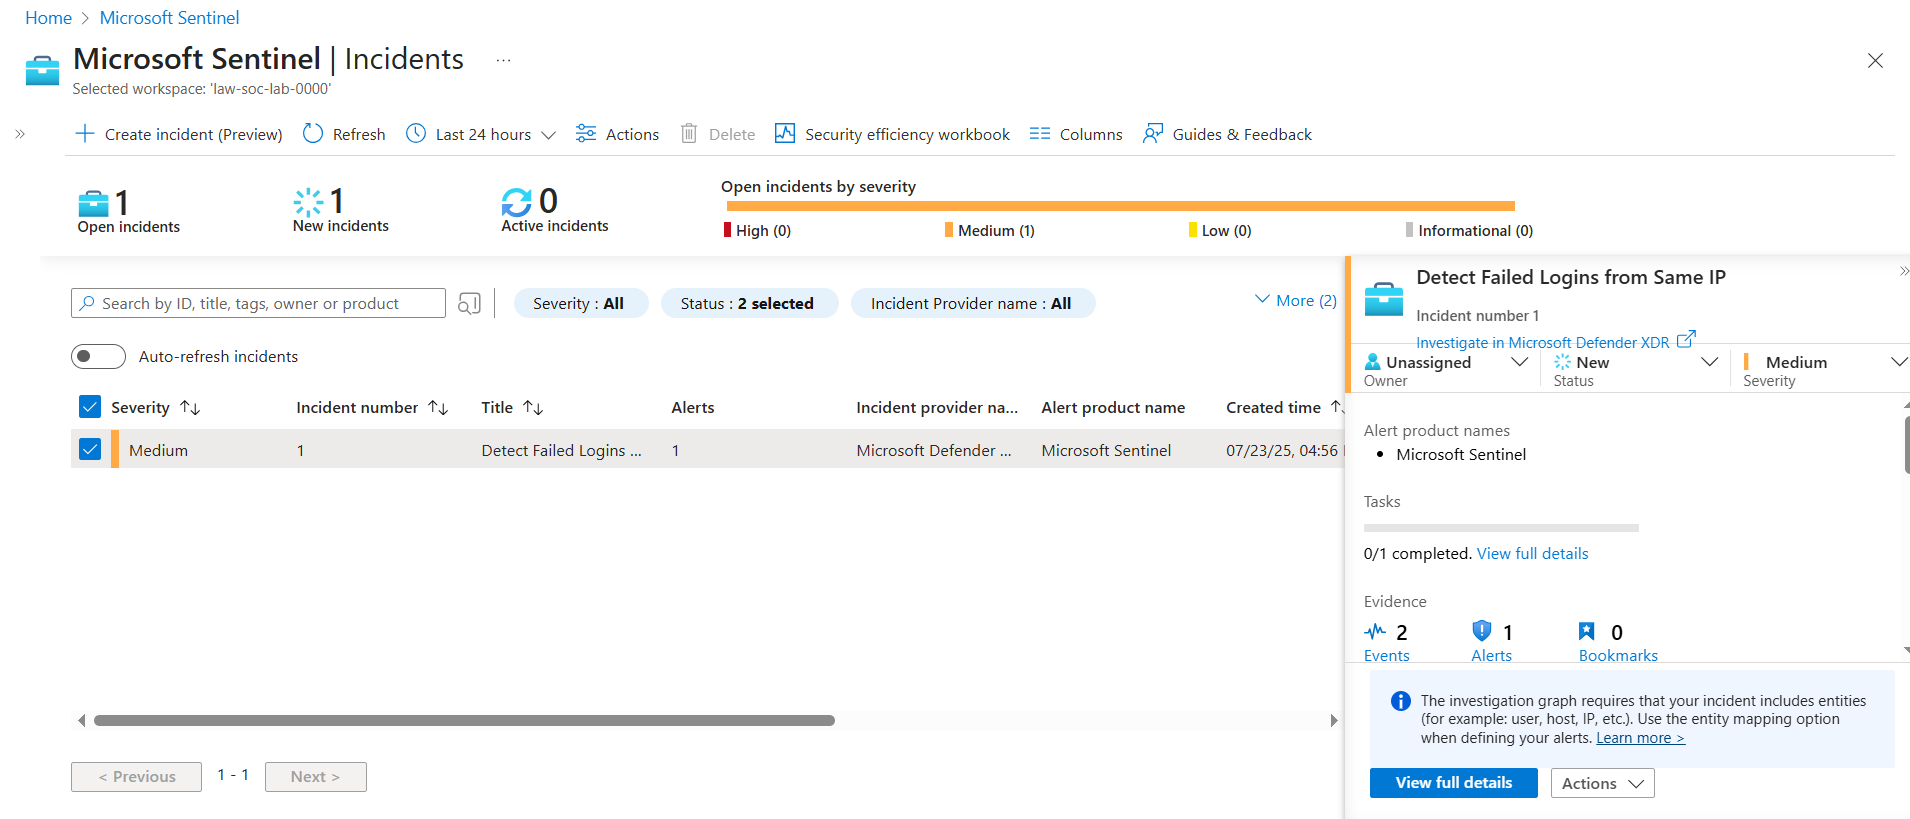 Home > Microsoft Sentinel
Microsoft Sentinel | Incidents ...
Selected workspace: 'law-soc-lab-0000'
Create incident (Preview) Refresh Last 24 hours Actions Delete Security efficiency workbook Columns Guides & Feedback
1
Open incidents
1
New incidents
0
Active incidents
Open incidents by severity
High (0) Medium (1) Low (0) Informational (0)
Search by ID, title, tags, owner or product
Severity : All
Status : 2 selected
Incident Provider name : All
More (2)
Auto-refresh incidents
Severity Incident number Title Alerts Incident provider na... Alert product name Created time
Medium 1 Detect Failed Logins ... 1 Microsoft Defender ... Microsoft Sentinel 07/23/25, 04:56
< Previous 1 - 1 Next >
Detect Failed Logins from Same IP
Incident number 1
Investigate in Microsoft Defender XDR
Unassigned
Owner
New
Status
Medium
Severity
Alert product names
• Microsoft Sentinel
Tasks
0/1 completed. View full details
Evidence
2
Events
1
Alerts
0
Bookmarks
The investigation graph requires that your incident includes entities
(for example: user, host, IP, etc.). Use the entity mapping option
when defining your alerts. Learn more >
View full details Actions